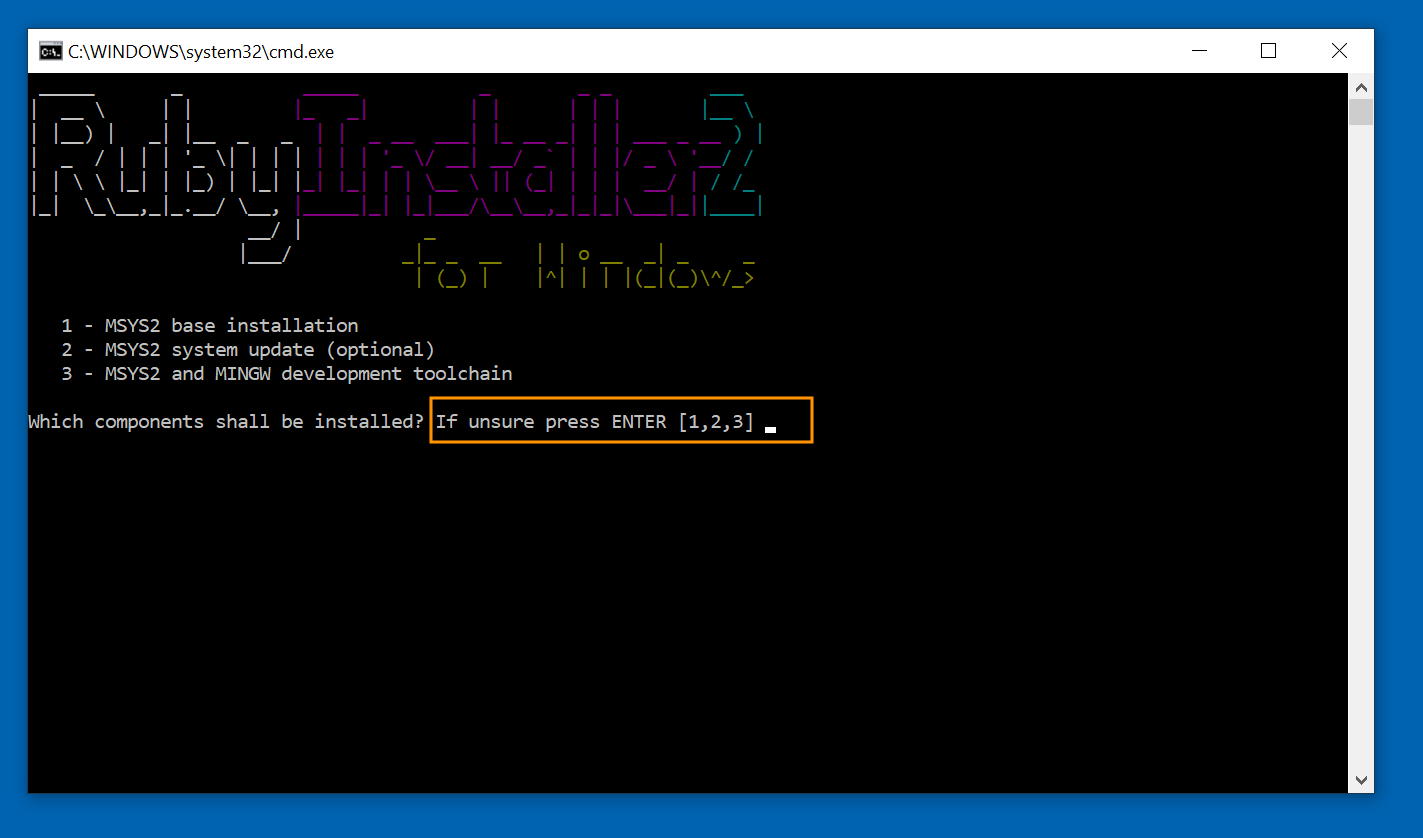 C:\WINDOWS\system32\cmd.exe
RubyInstaller2
for Windows
1 - MSYS2 base installation
2 - MSYS2 system update (optional)
3 - MSYS2 and MINGW development toolchain
Which components shall be installed? If unsure press ENTER [1,2,3]